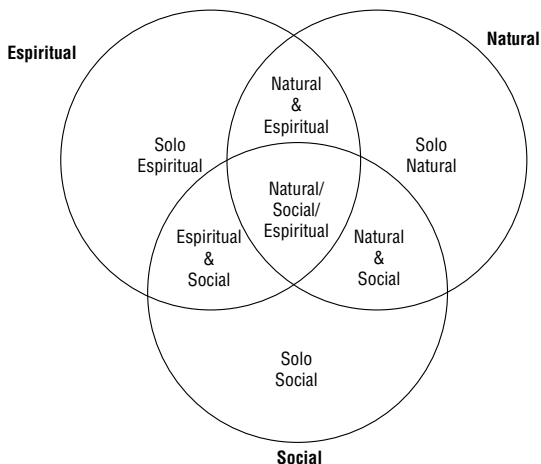 Espiritual
Natural
Natural
&
Espiritual
Solo
Espiritual
Solo
Natural
Natural/
Social/
Espiritual
Espiritual
&
Social
Natural
&
Social
Solo
Social
Social